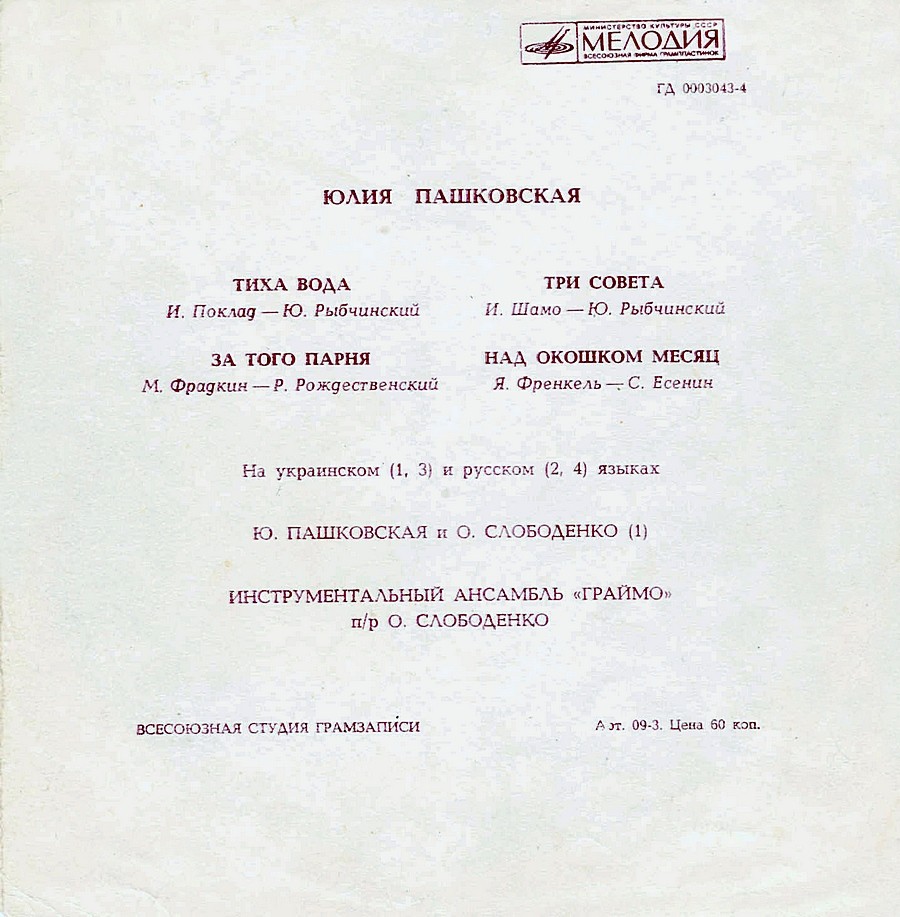 МИНИСТЕРСТВО КУЛЬТУРЫ СССР
МЕЛОДИЯ
ВСЕСОЮЗНАЯ ФИРМА ГРАМПЛАСТИНОК
ГД 0003043-4
ЮЛИЯ ПАШКОВСКАЯ
ТИХА ВОДА
И. Поклад — Ю. Рыбчинский
ЗА ТОГО ПАРНЯ
М. Фрадкин — Р. Рождественский
ТРИ СОВЕТА
И. Шамо — Ю. Рыбчинский
НАД ОКОШКОМ МЕСЯЦ
Я. Френкель — С. Есенин
На украинском (1, 3) и русском (2, 4) языках
Ю. ПАШКОВСКАЯ и О. СЛОБОДЕНКО (1)
ИНСТРУМЕНТАЛЬНЫЙ АНСАМБЛЬ «ГРАЙМО»
п/р О. СЛОБОДЕНКО
ВСЕСОЮЗНАЯ СТУДИЯ ГРАМЗАПИСИ
Арт. 09-3. Цена 60 коп.